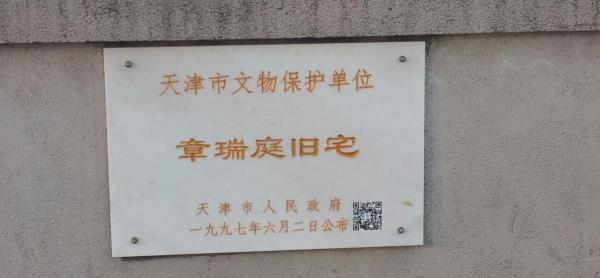 天津市文物保护单位
章瑞庭旧宅
天津市人民政府
一九九七年六月二日公布